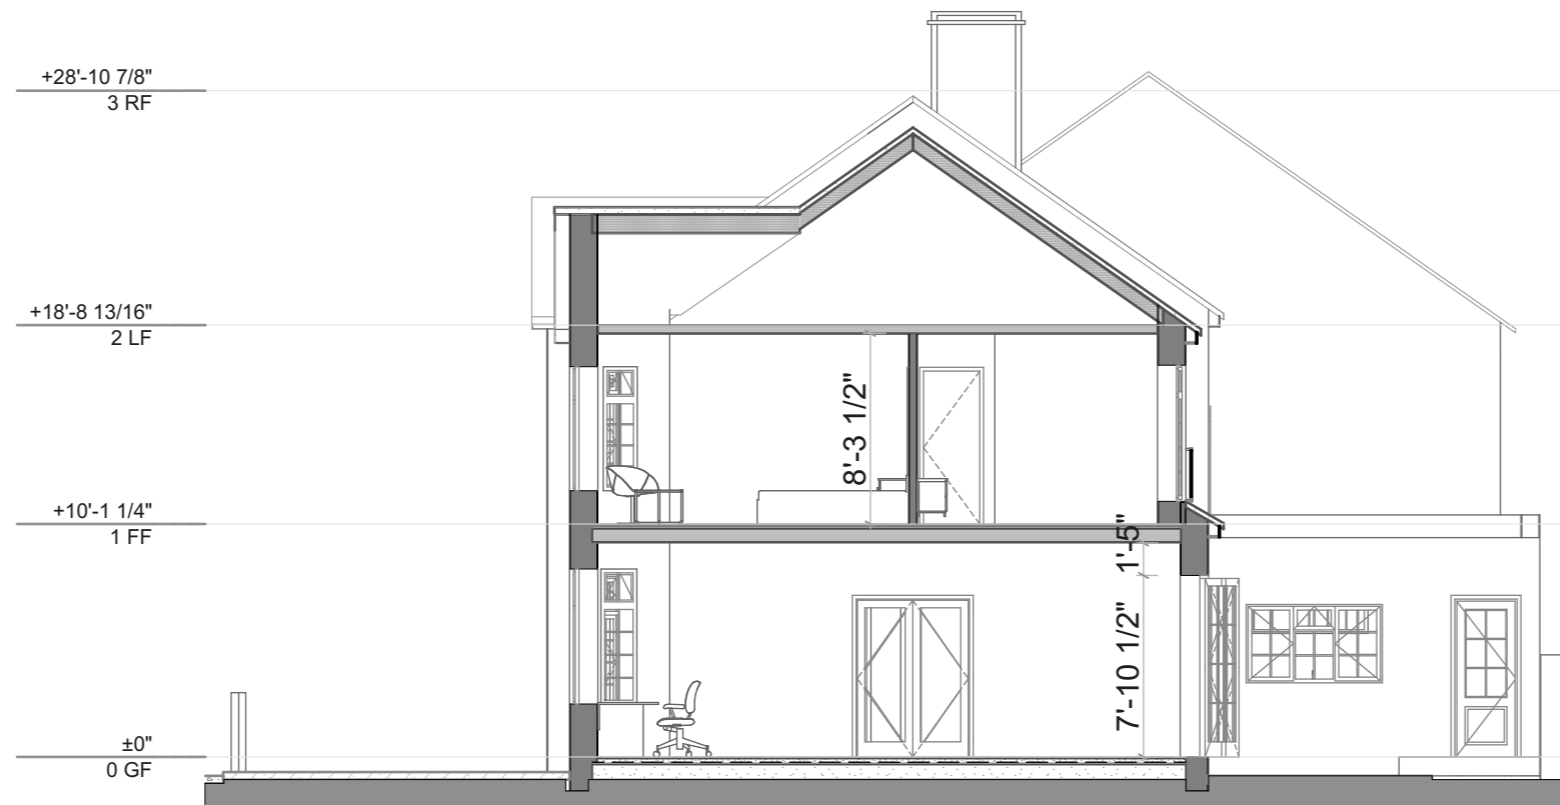 +28'-10 7/8"
3 RF
+18'-8 13/16"
2 LF
8'-3 1/2"
+10'-1 1/4"
1 FF
1'-5"
7'-10 1/2"
±0"
0 GF